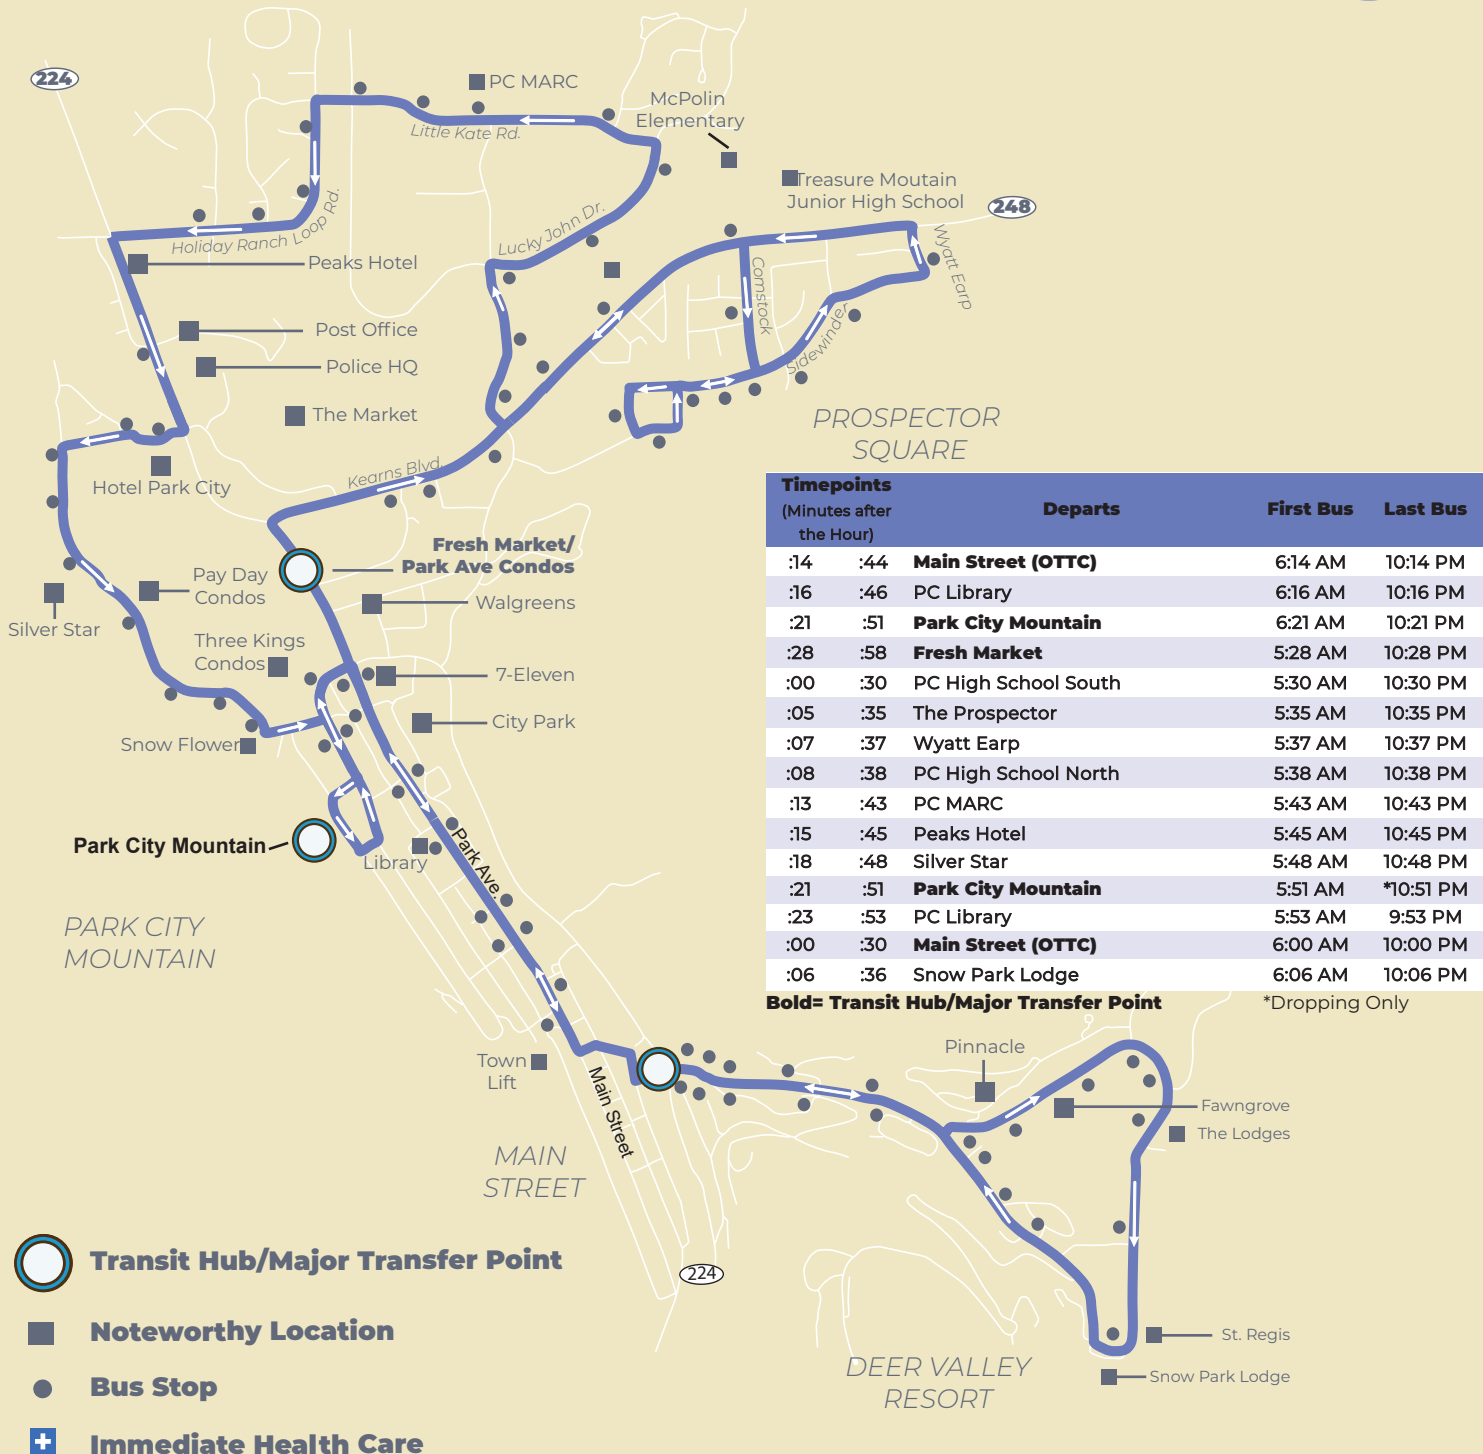 224
PC MARC
McPolin
Elementary
Little Kate Rd.
Treasure Moutain
Junior High School
248
Holiday Ranch Loop Rd.
Lucky John Dr.
Wyatt Earp
Peaks Hotel
Comstock
Post Office
Sidewinder
Police HQ
The Market
PROSPECTOR
SQUARE
Kearns Blvd.
Hotel Park City
Fresh Market/
Park Ave Condos
Pay Day
Condos
Walgreens
Silver Star
Three Kings
Condos
7-Eleven
City Park
Snow Flower
Park City Mountain
Library
Park Ave.
PARK CITY
MOUNTAIN
Timepoints
(Minutes after
the Hour)
Departs
First Bus
Last Bus
:14 :44 Main Street (OTTC) 6:14 AM 10:14 PM
:16 :46 PC Library 6:16 AM 10:16 PM
:21 :51 Park City Mountain 6:21 AM 10:21 PM
:28 :58 Fresh Market 5:28 AM 10:28 PM
:00 :30 PC High School South 5:30 AM 10:30 PM
:05 :35 The Prospector 5:35 AM 10:35 PM
:07 :37 Wyatt Earp 5:37 AM 10:37 PM
:08 :38 PC High School North 5:38 AM 10:38 PM
:13 :43 PC MARC 5:43 AM 10:43 PM
:15 :45 Peaks Hotel 5:45 AM 10:45 PM
:18 :48 Silver Star 5:48 AM 10:48 PM
:21 :51 Park City Mountain 5:51 AM *10:51 PM
:23 :53 PC Library 5:53 AM 9:53 PM
:00 :30 Main Street (OTTC) 6:00 AM 10:00 PM
:06 :36 Snow Park Lodge 6:06 AM 10:06 PM
Bold= Transit Hub/Major Transfer Point
*Dropping Only
Town
Lift
Main Street
Pinnacle
Fawngrove
The Lodges
MAIN
STREET
224
St. Regis
Snow Park Lodge
DEER VALLEY
RESORT
Transit Hub/Major Transfer Point
Noteworthy Location
Bus Stop
Immediate Health Care